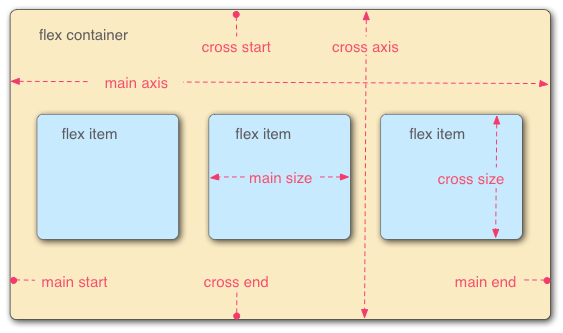 flex container
cross start
cross axis
main axis
flex item
flex item
flex item
main size
cross size
main start
cross end
main end